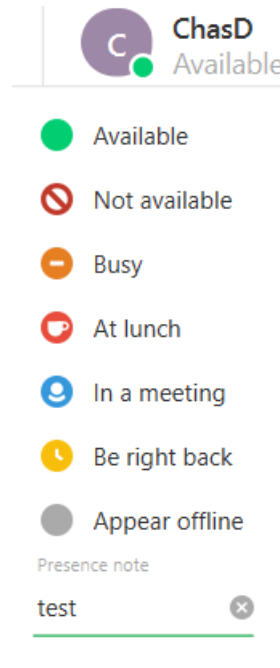 C
ChasD
Available
Available
Not available
Busy
At lunch
In a meeting
Be right back
Appear offline
Presence note
test